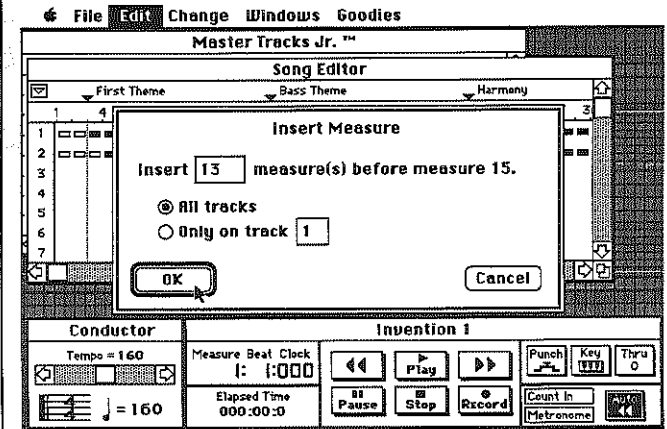 File Edit Change Windows Goodies
Master Tracks Jr. ™
Song Editor
First Theme Bass Theme Harmony
1 4 3
1
2
3
4
5
6
7
Insert Measure
Insert 13 measure(s) before measure 15.
All tracks
Only on track 1
OK Cancel
Conductor Invention 1
Tempo = 160
Measure Beat Clock
1: 1:000
Play
Punch Key Thru
4
4 = 160
Elapsed Time
000:00:0
Pause Stop Record
Count In
Metronome
AUTO